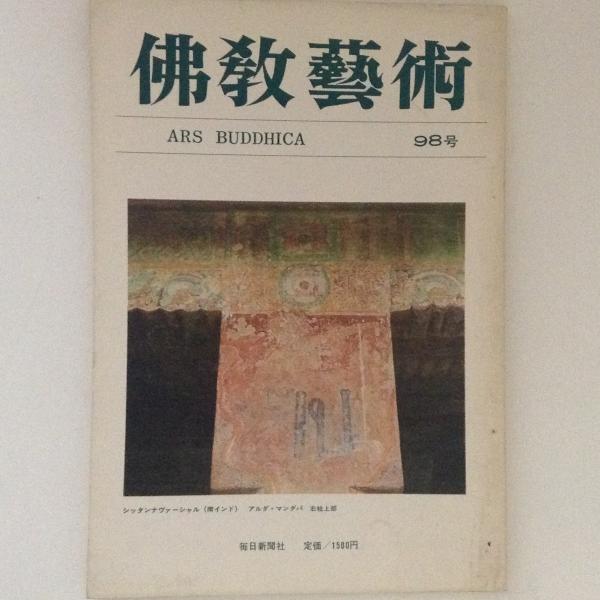 佛教藝術
ARS BUDDHICA 98号
シッタンナヴァーシャル（南インド） アルダ・マンダパ 右柱上部
毎日新聞社 定価／1500円